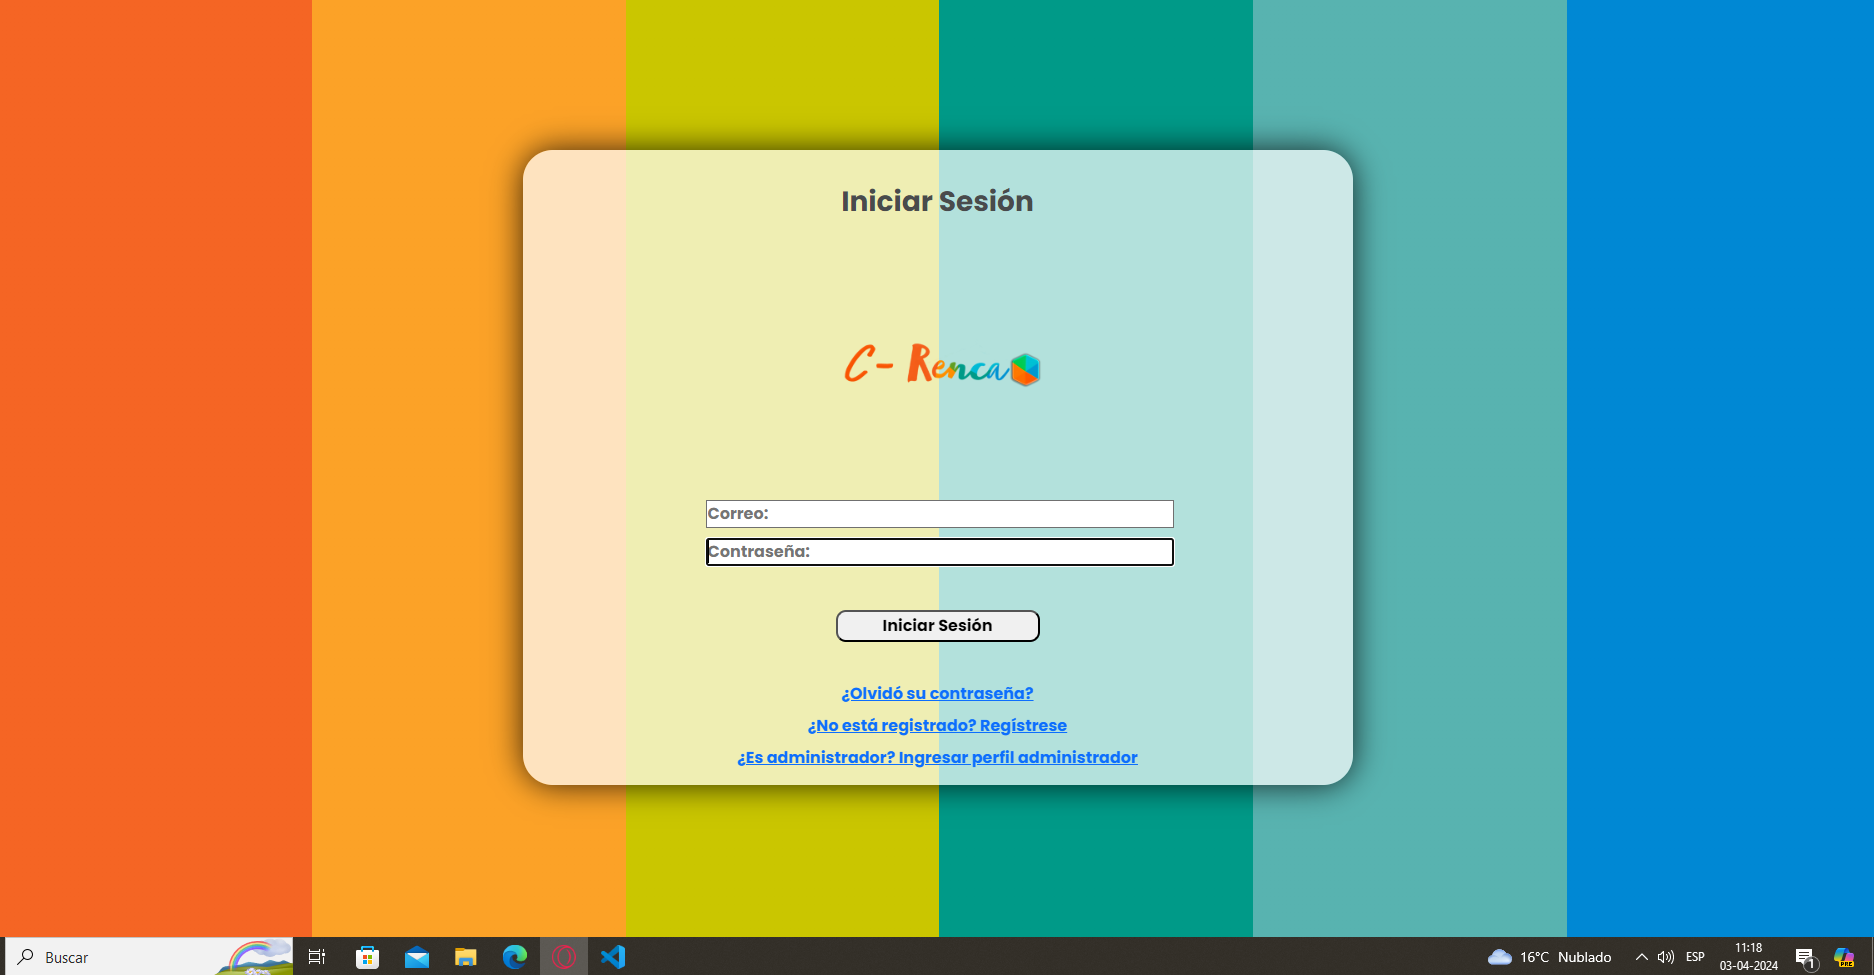 Iniciar Sesión
C- Renca
Correo:
Contraseña:
Iniciar Sesión
¿Olvidó su contraseña?
¿No está registrado? Regístrese
¿Es administrador? Ingresar perfil administrador
Buscar
16°C Nublado
ESP
11:18
03-04-2024
1
PRE